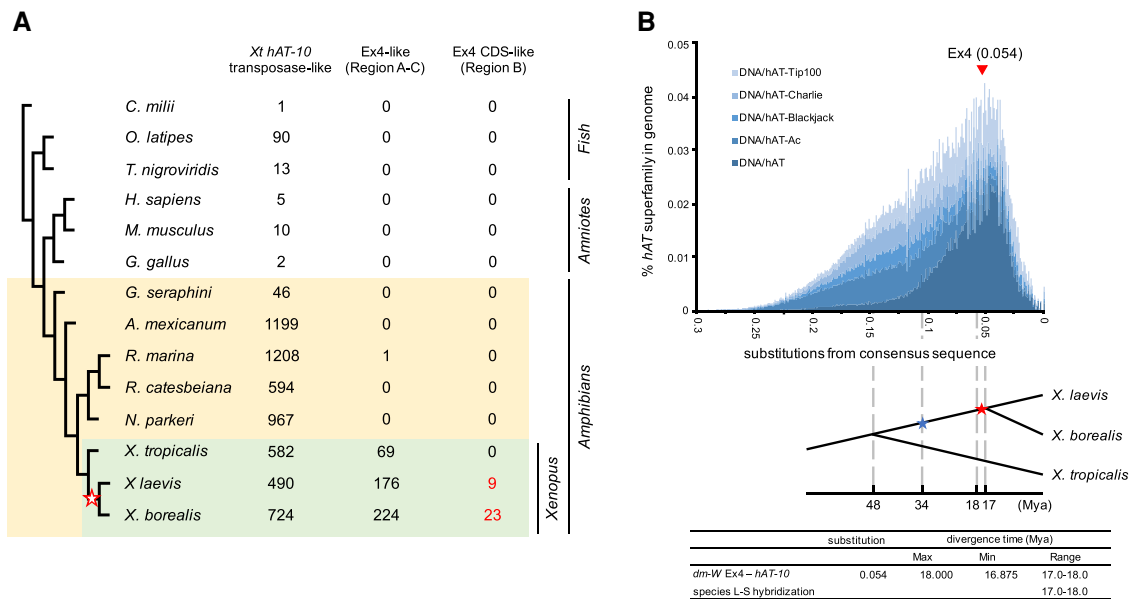 A
Xt hAT-10 transposase-like
Ex4-like (Region A-C)
Ex4 CDS-like (Region B)
C. milii 1 0 0
O. latipes 90 0 0
T. nigroviridis 13 0 0
H. sapiens 5 0 0
M. musculus 10 0 0
G. gallus 2 0 0
G. seraphini 46 0 0
A. mexicanum 1199 0 0
R. marina 1208 1 0
R. catesbeiana 594 0 0
N. parkeri 967 0 0
X. tropicalis 582 69 0
X laevis 490 176 9
X. borealis 724 224 23
Fish
Amniotes
Amphibians
Xenopus
B
Ex4 (0.054)
DNA/hAT-Tip100
DNA/hAT-Charlie
DNA/hAT-Blackjack
DNA/hAT-Ac
DNA/hAT
% hAT superfamily in genome
0.05
0.04
0.03
0.02
0.01
0
0.3 0.25 0.2 0.15 0.1 0.05 0
substitutions from consensus sequence
X. laevis
X. borealis
X. tropicalis
48 34 18 17 (Mya)
substitution divergence time (Mya)
Max Min Range
dm-W Ex4 – hAT-10 0.054 18.000 16.875 17.0-18.0
species L-S hybridization 17.0-18.0